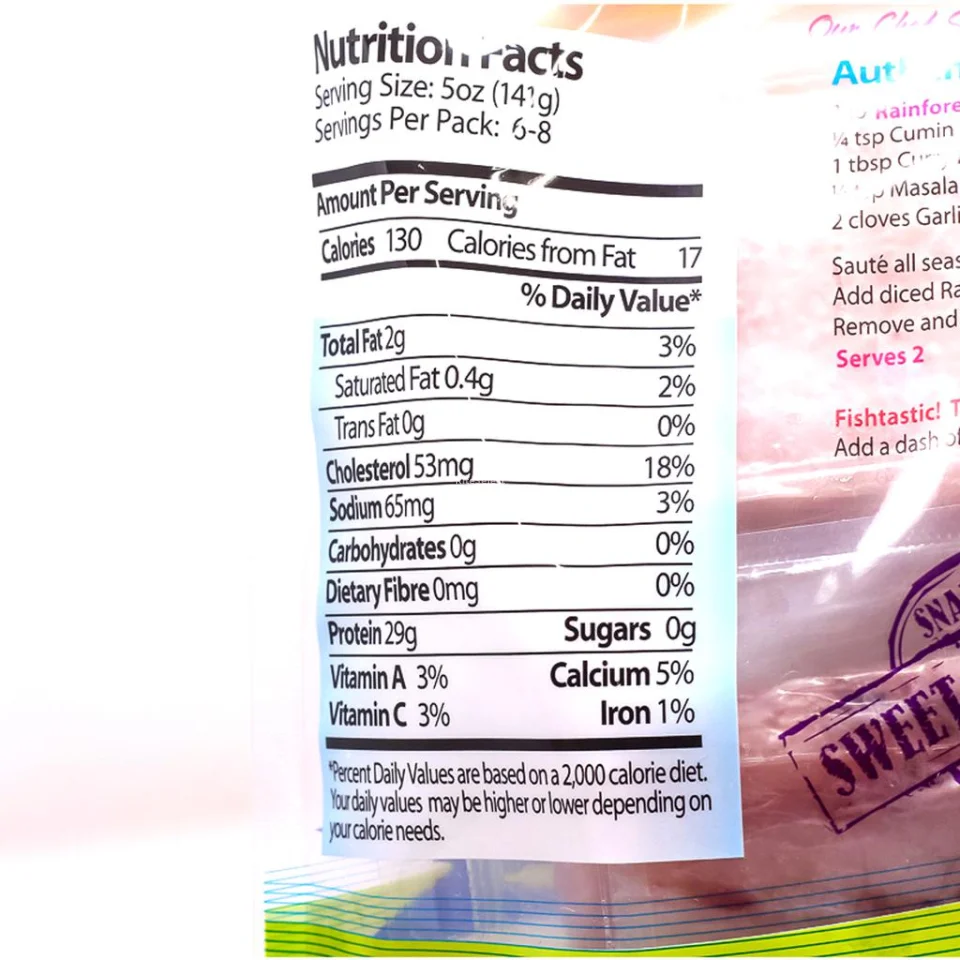 Nutrition Facts
Serving Size: 5oz (141g)
Servings Per Pack: 6-8
Amount Per Serving
Calories 130 Calories from Fat 17
% Daily Value*
Total Fat 2g 3%
Saturated Fat 0.4g 2%
Trans Fat 0g 0%
Cholesterol 53mg 18%
Sodium 65mg 3%
Carbohydrates 0g 0%
Dietary Fibre 0mg 0%
Protein 29g Sugars 0g
Vitamin A 3% Calcium 5%
Vitamin C 3% Iron 1%
*Percent Daily Values are based on a 2,000 calorie diet.
Your daily values may be higher or lower depending on
your calorie needs.
Our Chef
Rainfore
¼ tsp Cumin
1 tbsp
Masala
2 cloves Garli
Sauté all seas
Add diced Ra
Remove and
Serves 2
Fishtastic! T
Add a dash of
SNA
SWEET